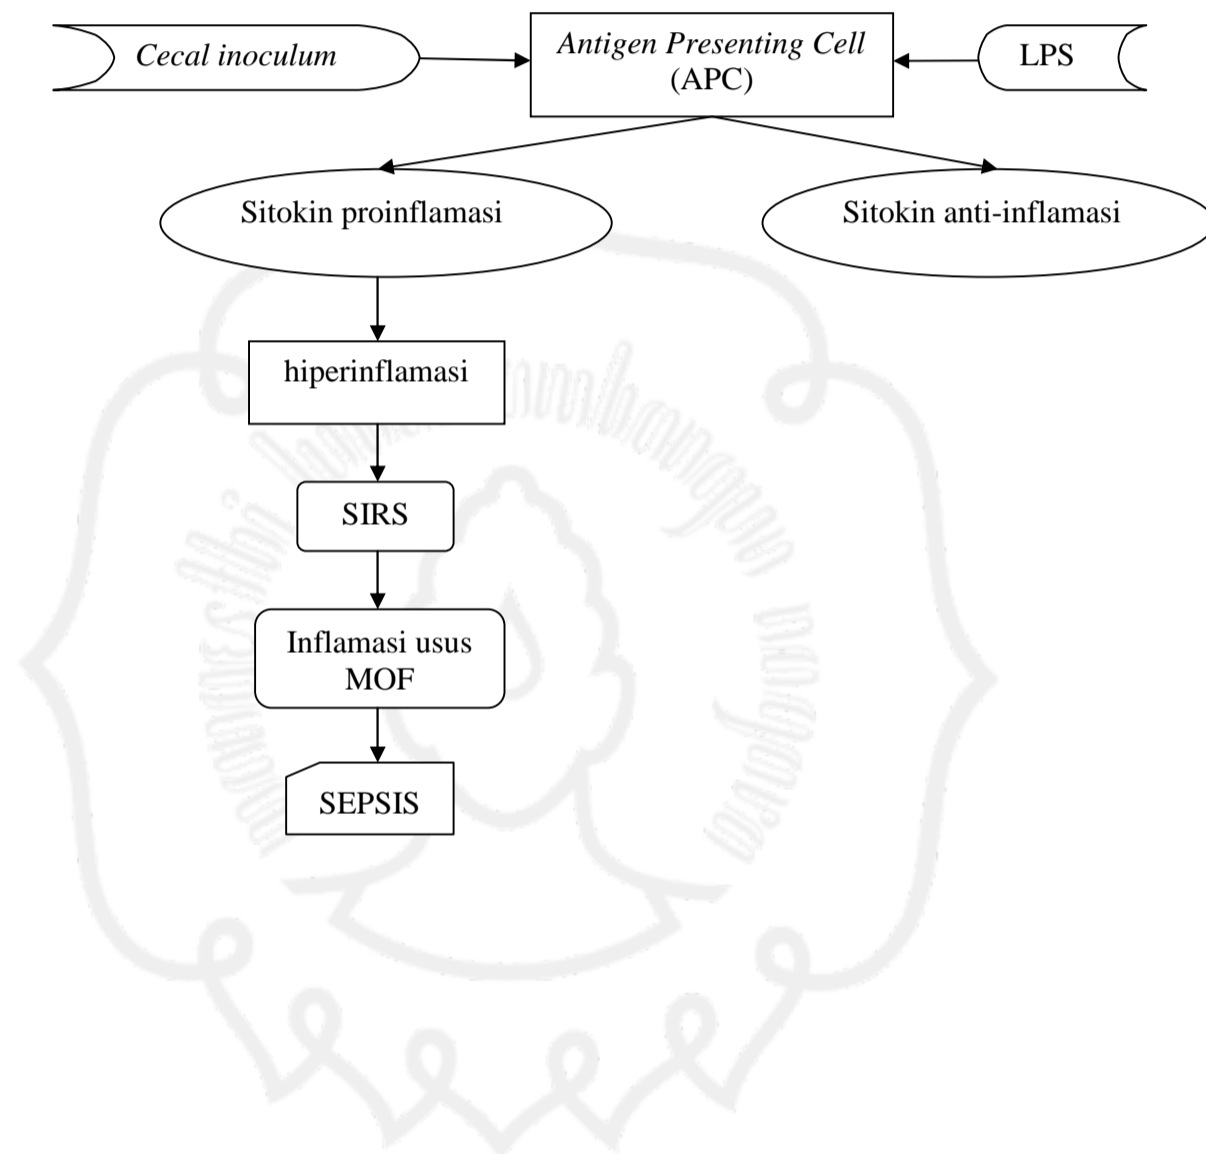 Cecal inoculum
Antigen Presenting Cell
(APC)
LPS
Sitokin proinflamasi
Sitokin anti-inflamasi
hiperinflamasi
SIRS
Inflamasi usus
MOF
SEPSIS